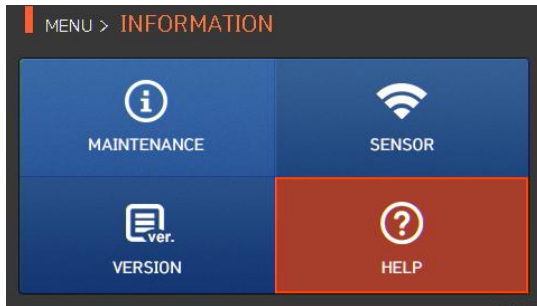 MENU > INFORMATION
MAINTENANCE
SENSOR
ver.
VERSION
HELP